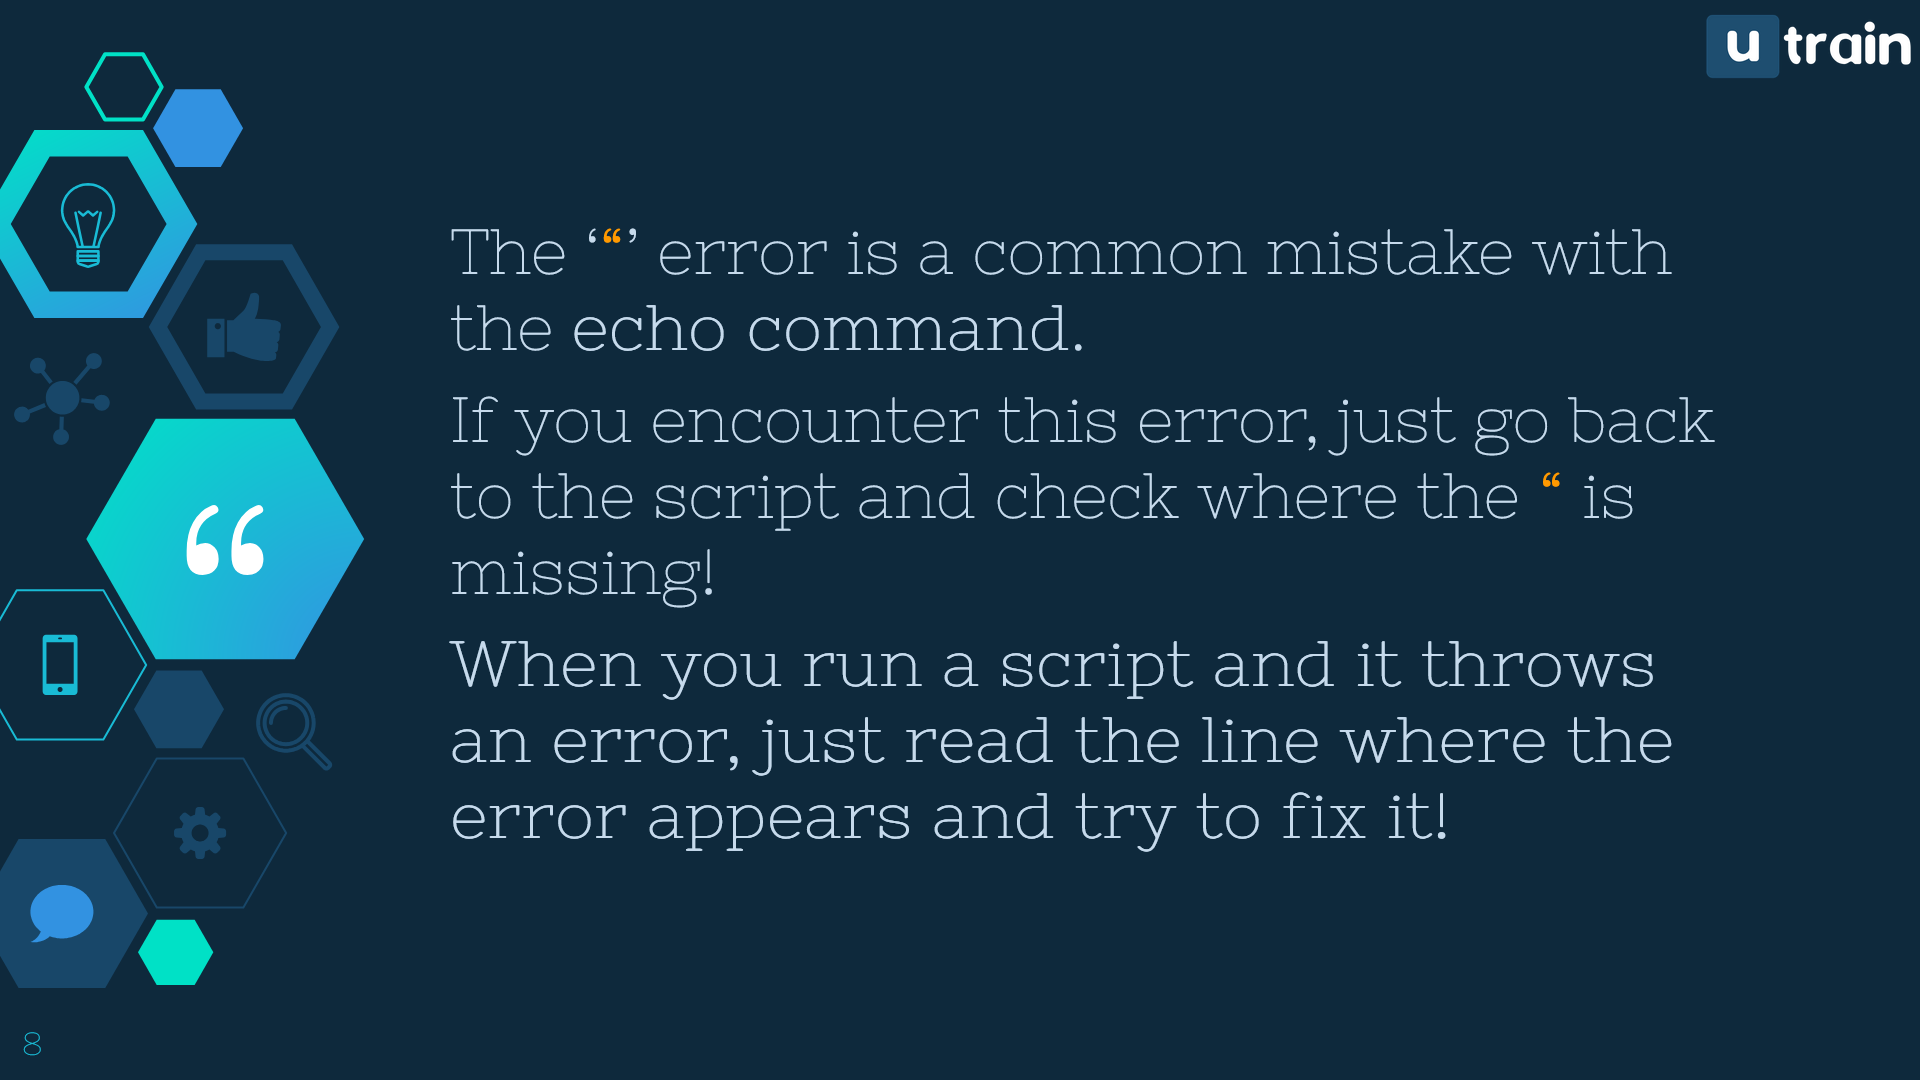 u train
The ‘“’ error is a common mistake with
the echo command.
If you encounter this error, just go back
to the script and check where the “ is
missing!
“
When you run a script and it throws
an error, just read the line where the
error appears and try to fix it!
8